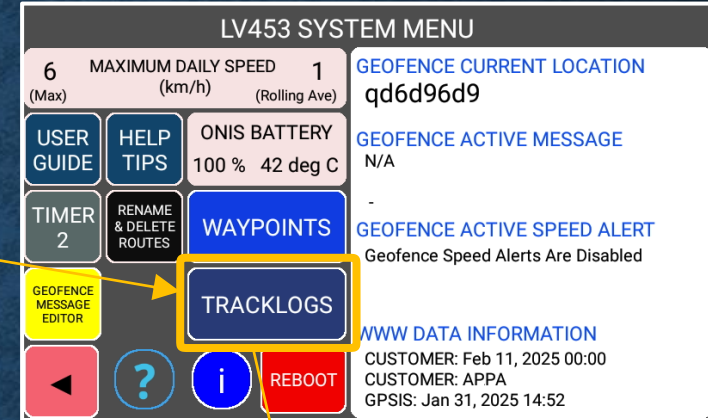 LV453 SYSTEM MENU
6 MAXIMUM DAILY SPEED 1
(Max) (km/h) (Rolling Ave)
USER
GUIDE
HELP
TIPS
ONIS BATTERY
100 % 42 deg C
TIMER
2
RENAME
& DELETE
ROUTES
WAYPOINTS
GEOFENCE
MESSAGE
EDITOR
TRACKLOGS
?
i
REBOOT
GEOFENCE CURRENT LOCATION
qd6d96d9
GEOFENCE ACTIVE MESSAGE
N/A
-
GEOFENCE ACTIVE SPEED ALERT
Geofence Speed Alerts Are Disabled
WWW DATA INFORMATION
CUSTOMER: Feb 11, 2025 00:00
CUSTOMER: APPA
GPSIS: Jan 31, 2025 14:52